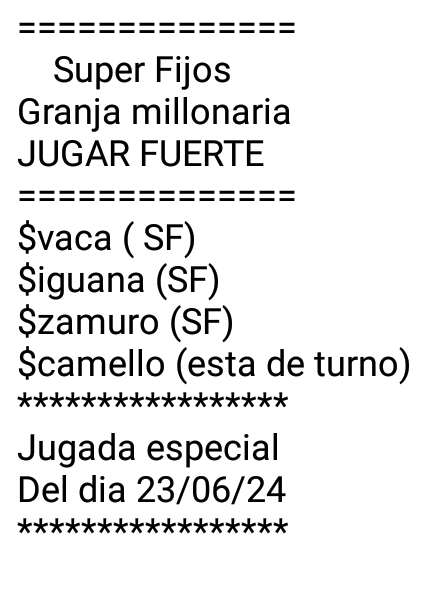 ==============
Super Fijos
Granja millonaria
JUGAR FUERTE
==============
$vaca ( SF)
$iguana (SF)
$zamuro (SF)
$camello (esta de turno)
*****************
Jugada especial
Del dia 23/06/24
*****************